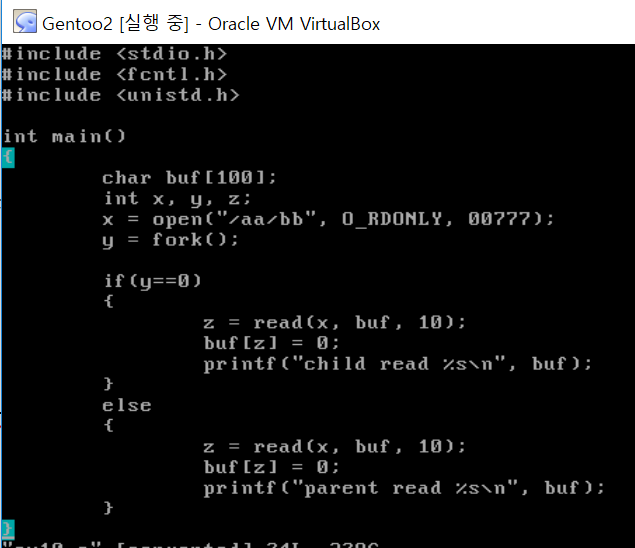 Gentoo2 [실행 중] - Oracle VM VirtualBox
#include <stdio.h>
#include <fcntl.h>
#include <unistd.h>
int main()
{
char buf[100];
int x, y, z;
x = open("/aa/bb", O_RDONLY, 00777);
y = fork();
if(y==0)
{
z = read(x, buf, 10);
buf[z] = 0;
printf("child read %s\n", buf);
}
else
{
z = read(x, buf, 10);
buf[z] = 0;
printf("parent read %s\n", buf);
}
}